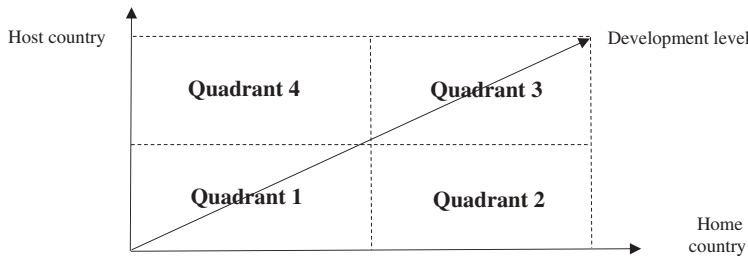 Host country
Development level
Quadrant 4
Quadrant 3
Quadrant 1
Quadrant 2
Home
country